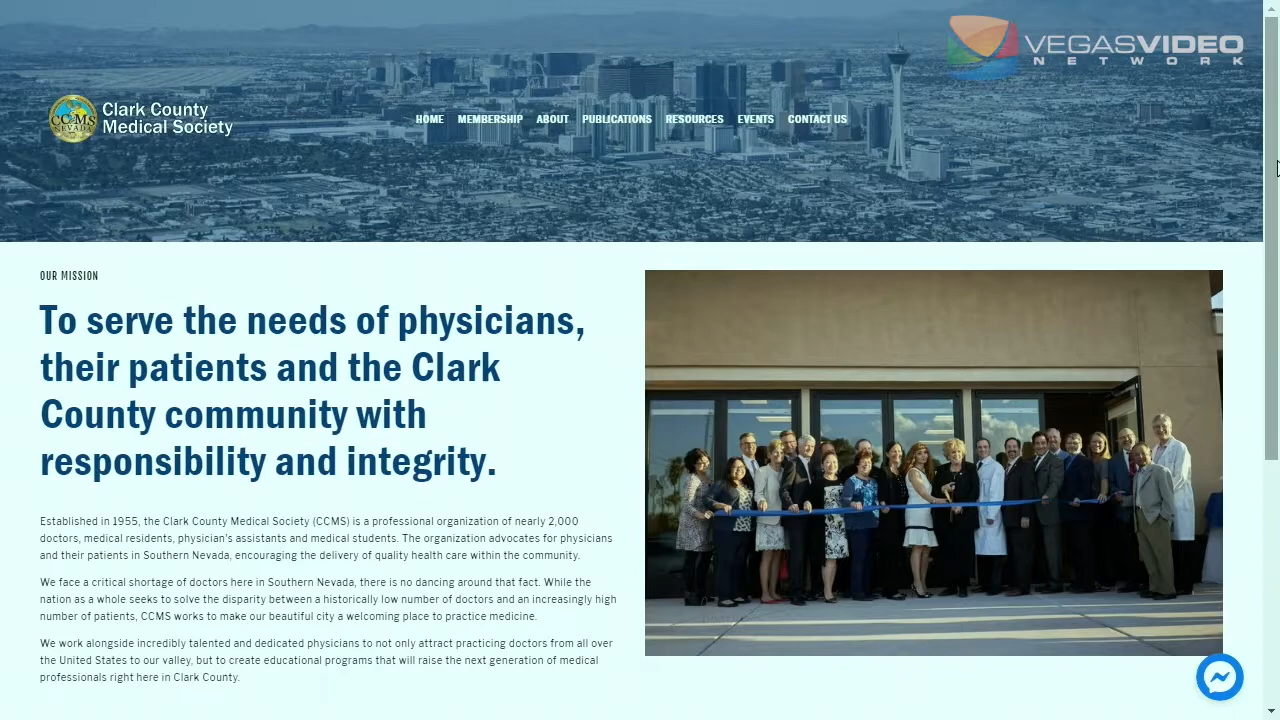 VEGASVIDEO
NETWORK
CCMS
NEVADA
Clark County
Medical Society
HOME MEMBERSHIP ABOUT PUBLICATIONS RESOURCES EVENTS CONTACT US
OUR MISSION
To serve the needs of physicians,
their patients and the Clark
County community with
responsibility and integrity.
Established in 1955, the Clark County Medical Society (CCMS) is a professional organization of nearly 2,000
doctors, medical residents, physician's assistants and medical students. The organization advocates for physicians
and their patients in Southern Nevada, encouraging the delivery of quality health care within the community.
We face a critical shortage of doctors here in Southern Nevada, there is no dancing around that fact. While the
nation as a whole seeks to solve the disparity between a historically low number of doctors and an increasingly high
number of patients, CCMS works to make our beautiful city a welcoming place to practice medicine.
We work alongside incredibly talented and dedicated physicians to not only attract practicing doctors from all over
the United States to our valley, but to create educational programs that will raise the next generation of medical
professionals right here in Clark County.